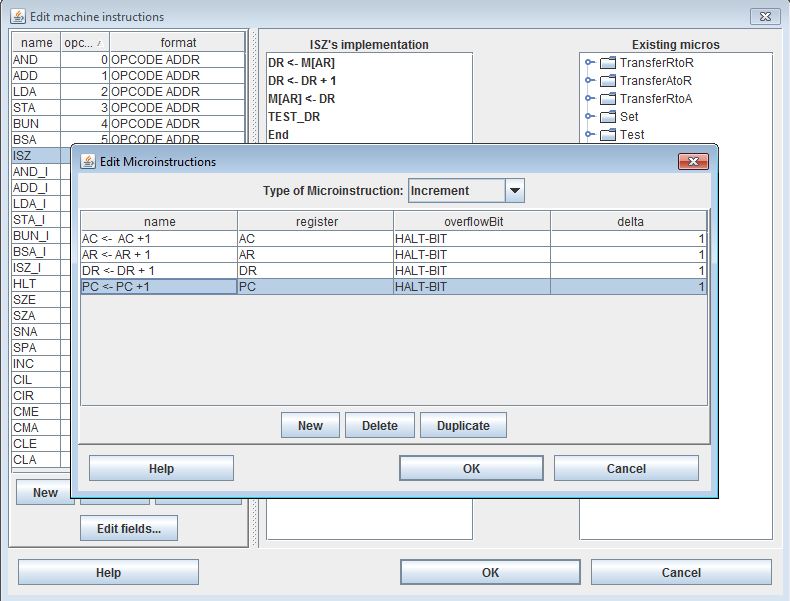 Edit machine instructions
name opc... format
AND 0 OPCODE ADDR
ADD 1 OPCODE ADDR
LDA 2 OPCODE ADDR
STA 3 OPCODE ADDR
BUN 4 OPCODE ADDR
BSA 5 OPCODE ADDR
ISZ
AND_I
ADD_I
LDA_I
STA_I
BUN_I
BSA_I
ISZ_I
HLT
SZE
SZA
SNA
SPA
INC
CIL
CIR
CME
CMA
CLE
CLA
New
Edit fields...
ISZ's implementation
DR <- M[AR]
DR <- DR + 1
M[AR] <- DR
TEST_DR
End
Existing micros
TransferRtoR
TransferAtoR
TransferRtoA
Set
Test
Edit Microinstructions
Type of Microinstruction: Increment
name register overflowBit delta
AC <- AC +1 AC HALT-BIT 1
AR <- AR + 1 AR HALT-BIT 1
DR <- DR + 1 DR HALT-BIT 1
PC <- PC +1 PC HALT-BIT 1
New Delete Duplicate
Help OK Cancel
Help OK Cancel